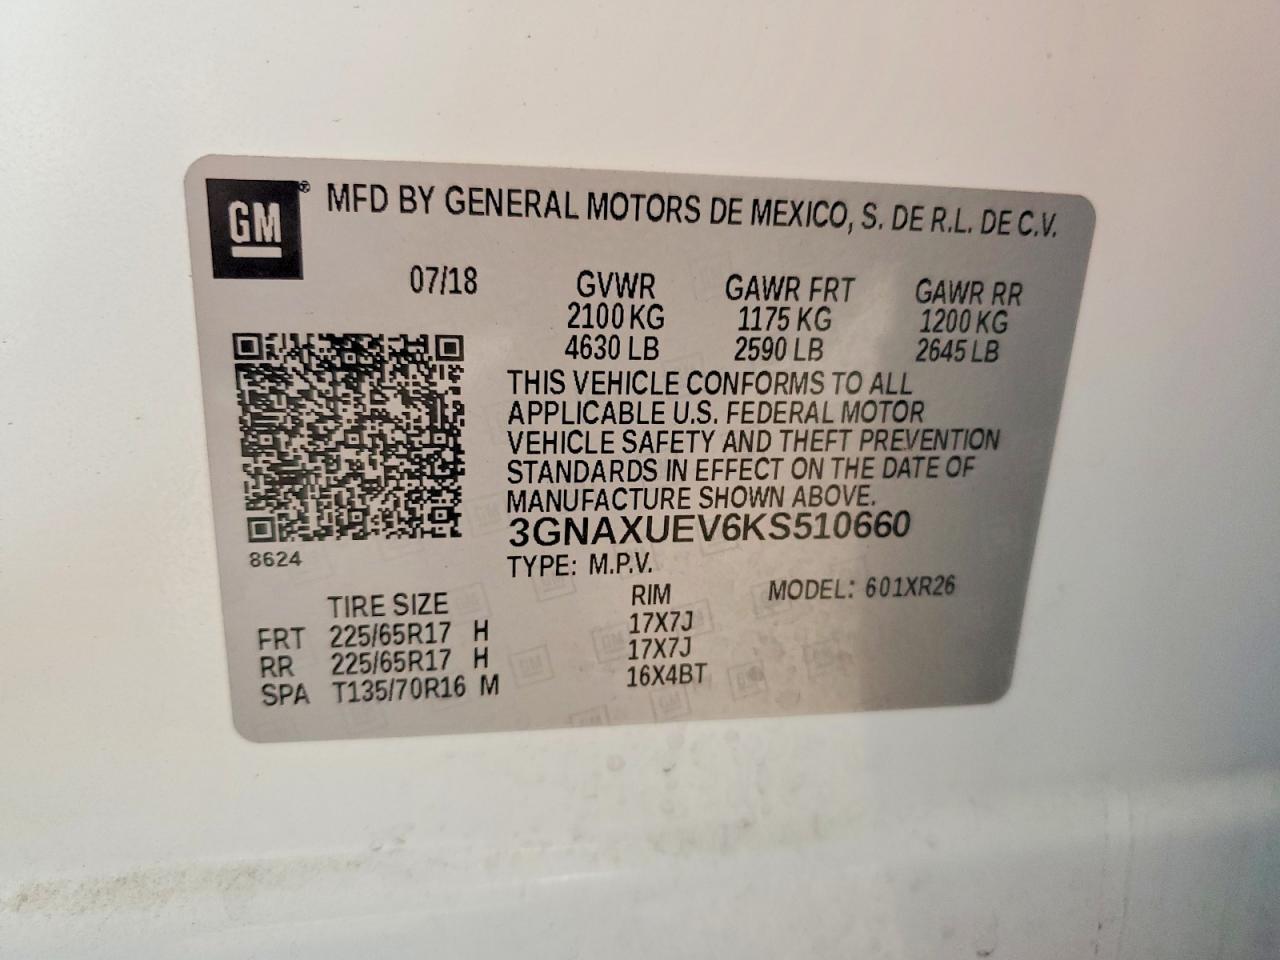 GM ® MFD BY GENERAL MOTORS DE MEXICO, S. DE R.L. DE C.V.
07/18 GVWR GAWR FRT GAWR RR
2100 KG 1175 KG 1200 KG
4630 LB 2590 LB 2645 LB
THIS VEHICLE CONFORMS TO ALL
APPLICABLE U.S. FEDERAL MOTOR
VEHICLE SAFETY AND THEFT PREVENTION
STANDARDS IN EFFECT ON THE DATE OF
MANUFACTURE SHOWN ABOVE.
3GNAXUEV6KS510660
8624 TYPE: M.P.V.
TIRE SIZE RIM MODEL: 601XR26
FRT 225/65R17 H 17X7J
RR 225/65R17 H 17X7J
SPA T135/70R16 M 16X4BT